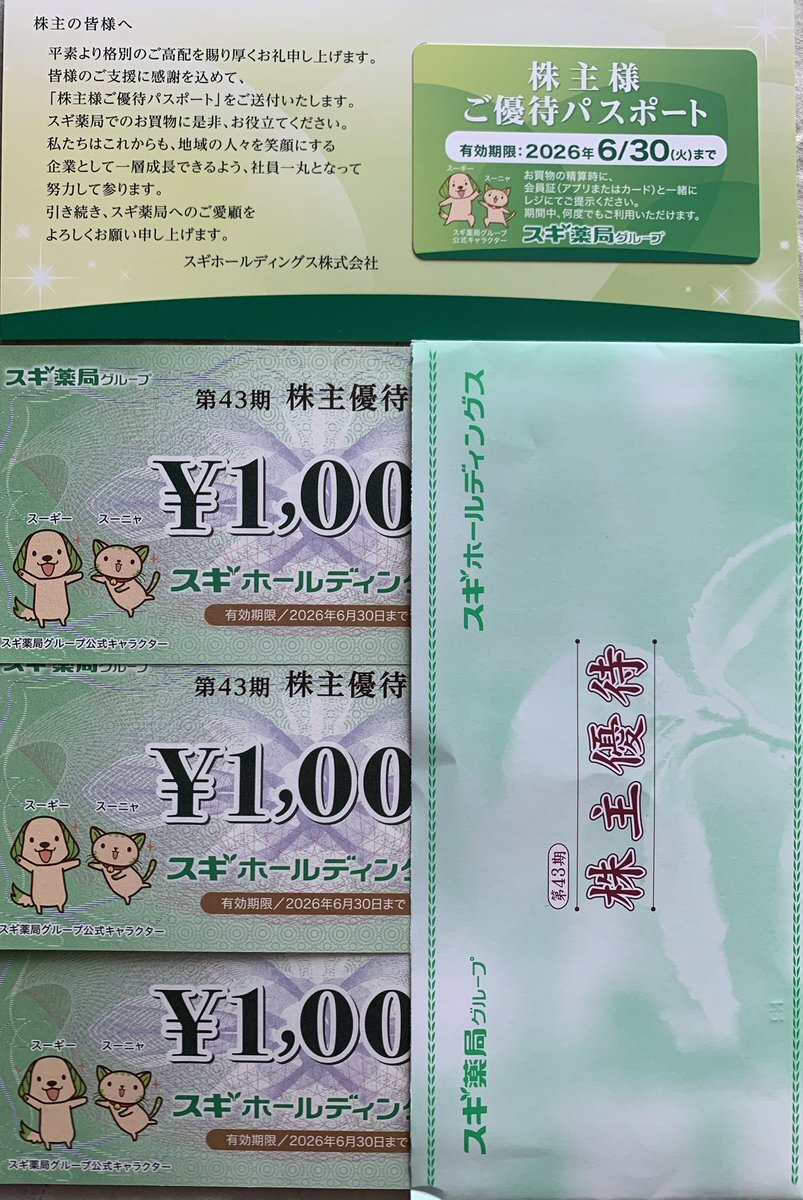 株主の皆様へ
平素より格別のご高配を賜り厚くお礼申し上げます。
皆様のご支援に感謝を込めて、
「株主様ご優待パスポート」をご送付いたします。
スギ薬局でのお買物に是非、お役立てください。
私たちはこれからも、地域の人々を笑顔にする
企業として一層成長できるよう、社員一丸となって
努力して参ります。
引き続き、スギ薬局へのご愛顧を
よろしくお願い申し上げます。
スギホールディングス株式会社
株主様
ご優待パスポート
有効期限：2026年 6/30(火)まで
スーギー
スーニャ
お買物の精算時に、
会員証(アプリまたはカード)と一緒に
レジにてご提示ください。
期間中、何度でもご利用いただけます。
スギ薬局グループ
公式キャラクター
スギ薬局グループ
スギ薬局グループ
第43期 株主優待
¥1,00
スーギー
スーニャ
スギホールディング
有効期限／2026年6月30日まで
スギ薬局グループ公式キャラクター
スギ薬局グループ
第43期 株主優待
¥1,00
スーギー
スーニャ
スギホールディング
有効期限／2026年6月30日まで
スギ薬局グループ公式キャラクター
¥1,00
スーギー
スーニャ
スギホールディング
有効期限／2026年6月30日まで
スギ薬局グループ公式キャラクター
スギホールディングス
第43期
株主優待
スギ薬局グループ